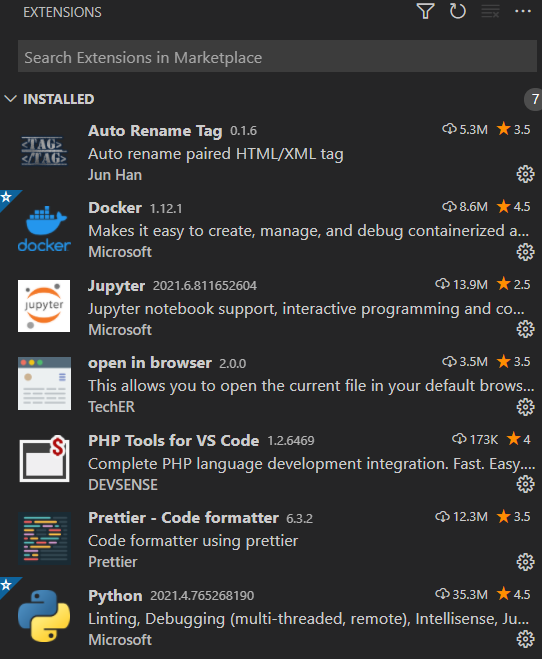 EXTENSIONS
Search Extensions in Marketplace
INSTALLED 7
<TAG>
</TAG>
Auto Rename Tag 0.1.6 5.3M 3.5
Auto rename paired HTML/XML tag
Jun Han
docker
Docker 1.12.1 8.6M 4.5
Makes it easy to create, manage, and debug containerized a...
Microsoft
jupyter
Jupyter 2021.6.811652604 13.9M 2.5
Jupyter notebook support, interactive programming and co...
Microsoft
open in browser 2.0.0 3.5M 3.5
This allows you to open the current file in your default brows...
TechER
$
PHP Tools for VS Code 1.2.6469 173K 4
Complete PHP language development integration. Fast. Easy....
DEVSENSE
Prettier - Code formatter 6.3.2 12.3M 3.5
Code formatter using prettier
Prettier
Python 2021.4.765268190 35.3M 4.5
Linting, Debugging (multi-threaded, remote), Intellisense, Ju...
Microsoft